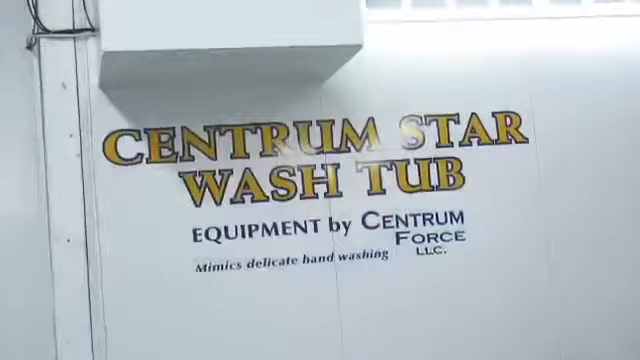 CENTRUM STAR
WASH TUB
EQUIPMENT by CENTRUM
FORCE
LLC.
Mimics delicate hand washing